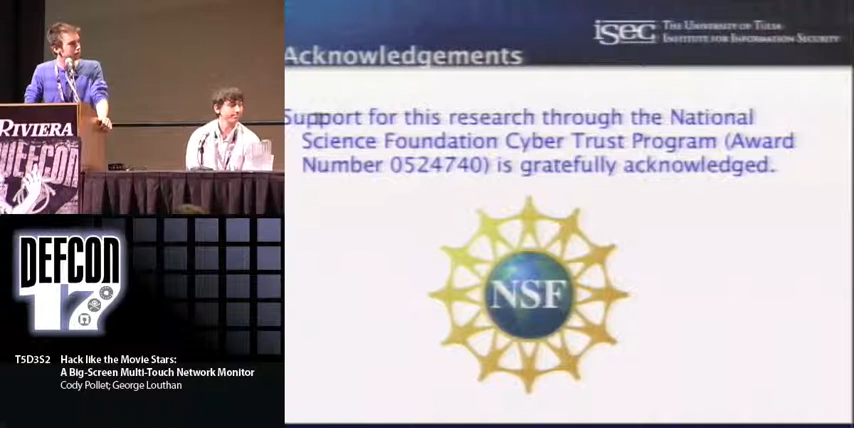 RIVIERA
DEFCON
DEFCON
17
T5D3S2 Hack like the Movie Stars:
A Big-Screen Multi-Touch Network Monitor
Cody Pollet; George Louthan
isec THE UNIVERSITY OF TULSA
INSTITUTE FOR INFORMATION SECURITY
Acknowledgements
Support for this research through the National
Science Foundation Cyber Trust Program (Award
Number 0524740) is gratefully acknowledged.
NSF